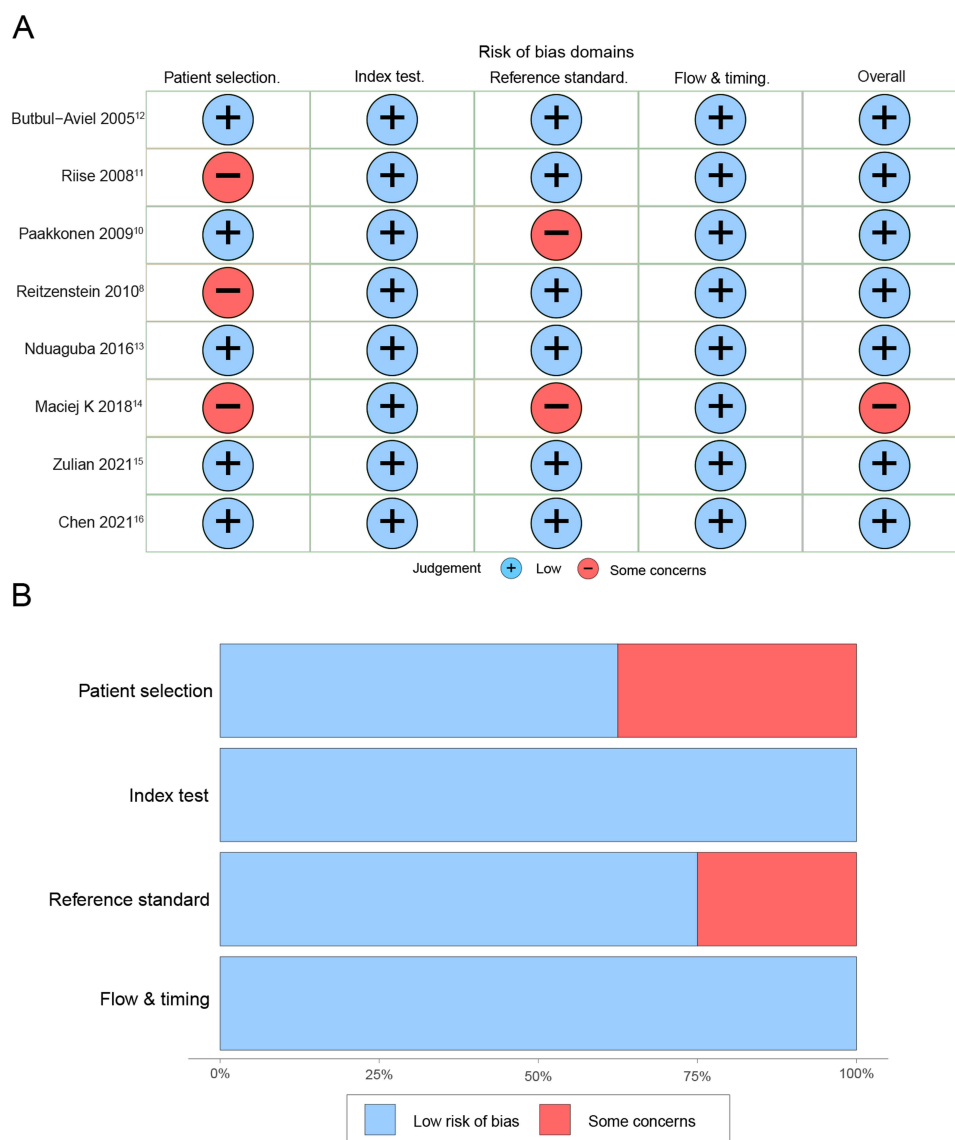 A
Risk of bias domains
Patient selection. Index test. Reference standard. Flow & timing. Overall
Butbul−Aviel 2005¹² + + + + +
Riise 2008¹¹ − + + + +
Paakkonen 2009¹⁰ + + − + +
Reitzenstein 2010⁸ − + + + +
Nduaguba 2016¹³ + + + + +
Maciej K 2018¹⁴ − + − + −
Zulian 2021¹⁵ + + + + +
Chen 2021¹⁶ + + + + +
Judgement + Low − Some concerns
B
Patient selection
Index test
Reference standard
Flow & timing
0% 25% 50% 75% 100%
Low risk of bias Some concerns